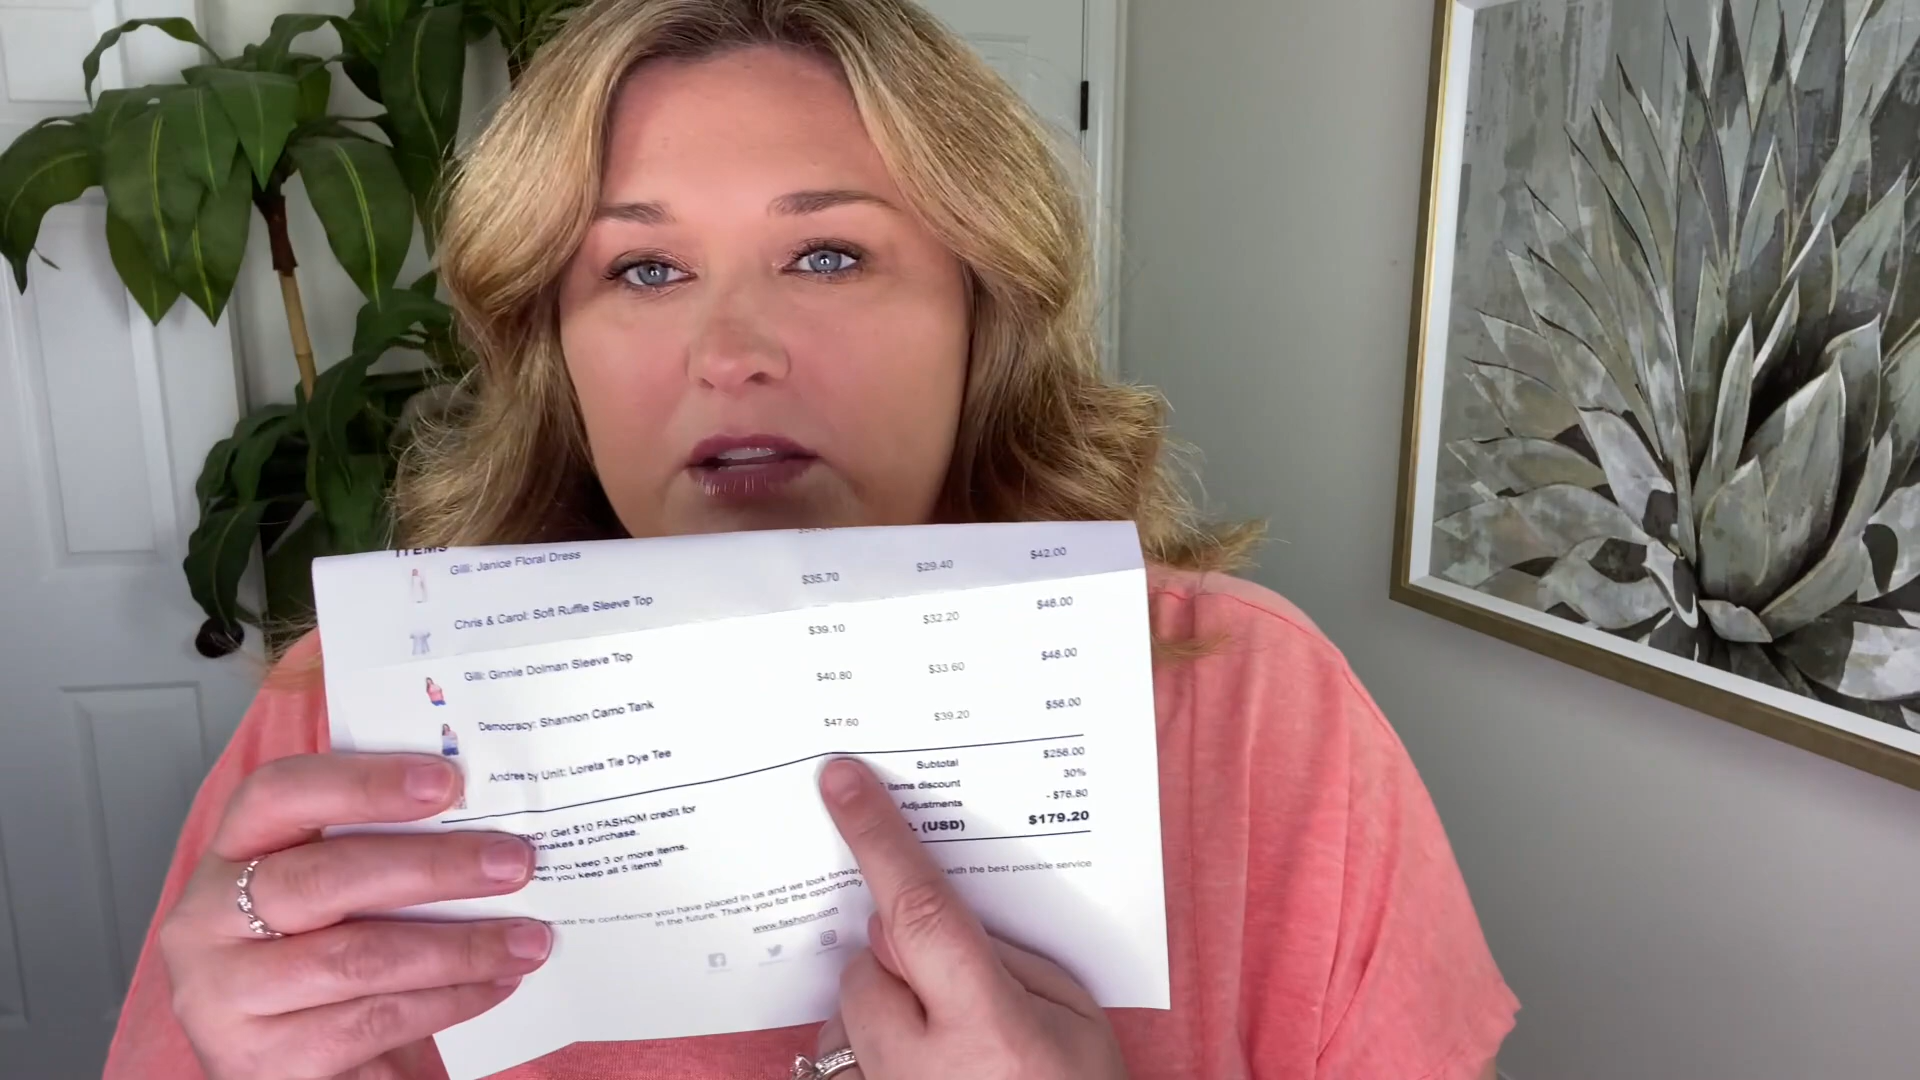 ITEMS
Gilli: Janice Floral Dress
Chris & Carol: Soft Ruffle Sleeve Top $35.70 $29.40 $42.00
Gilli: Ginnie Dolman Sleeve Top $39.10 $32.20 $46.00
Democracy: Shannon Camo Tank $40.80 $33.60 $48.00
Andree by Unit: Loreta Tie Dye Tee $47.60 $39.20 $56.00
Subtotal $256.00
items discount 30%
Adjustments - $76.80
(USD) $179.20
END! Get $10 FASHOM credit for
makes a purchase.
you keep 3 or more items.
you keep all 5 items!
the confidence you have placed in us and we look forward with the best possible service
in the future. Thank you for the opportunity
www.fashom.com